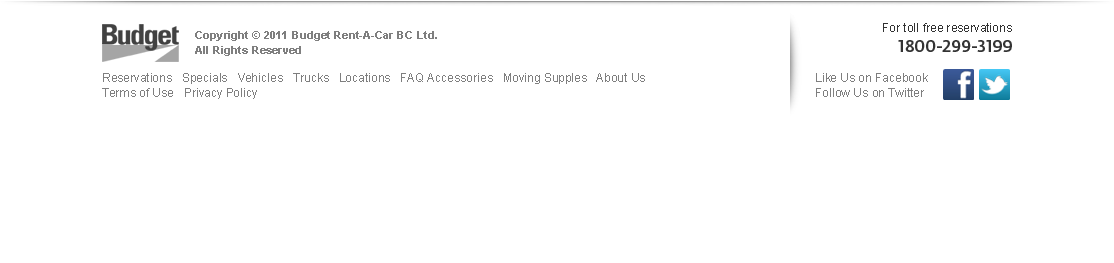 Budget
Copyright © 2011 Budget Rent-A-Car BC Ltd.
All Rights Reserved
Reservations Specials Vehicles Trucks Locations FAQ Accessories Moving Supples About Us
Terms of Use Privacy Policy
For toll free reservations
1800-299-3199
Like Us on Facebook
Follow Us on Twitter